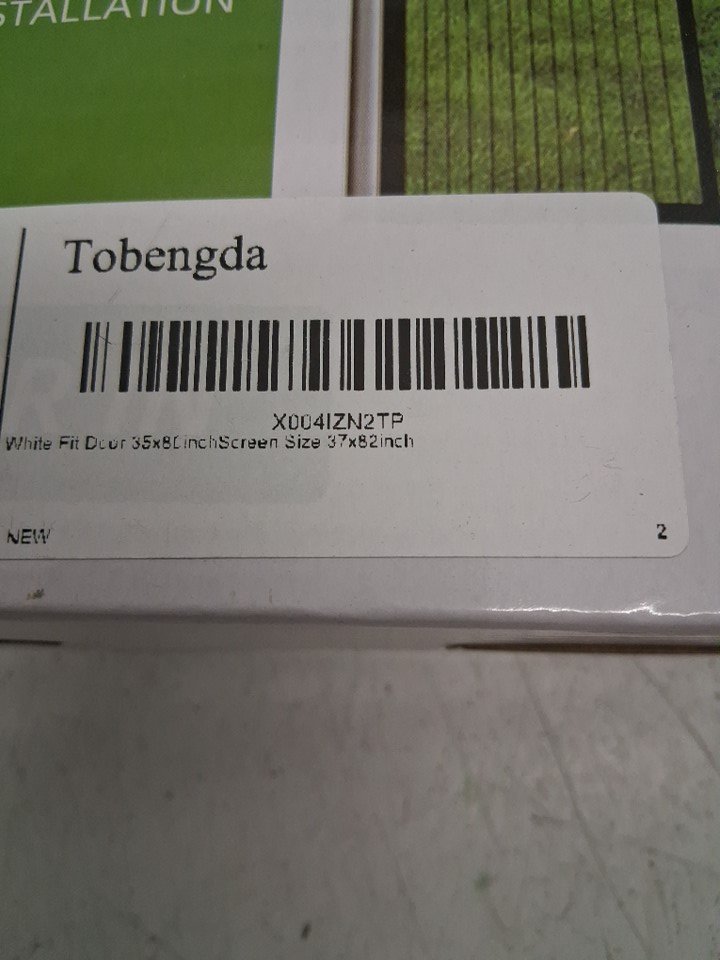 STALLATION
Tobengda
X004IZN2TP
White Fit Door 35x80inchScreen Size 37x82inch
NEW
2